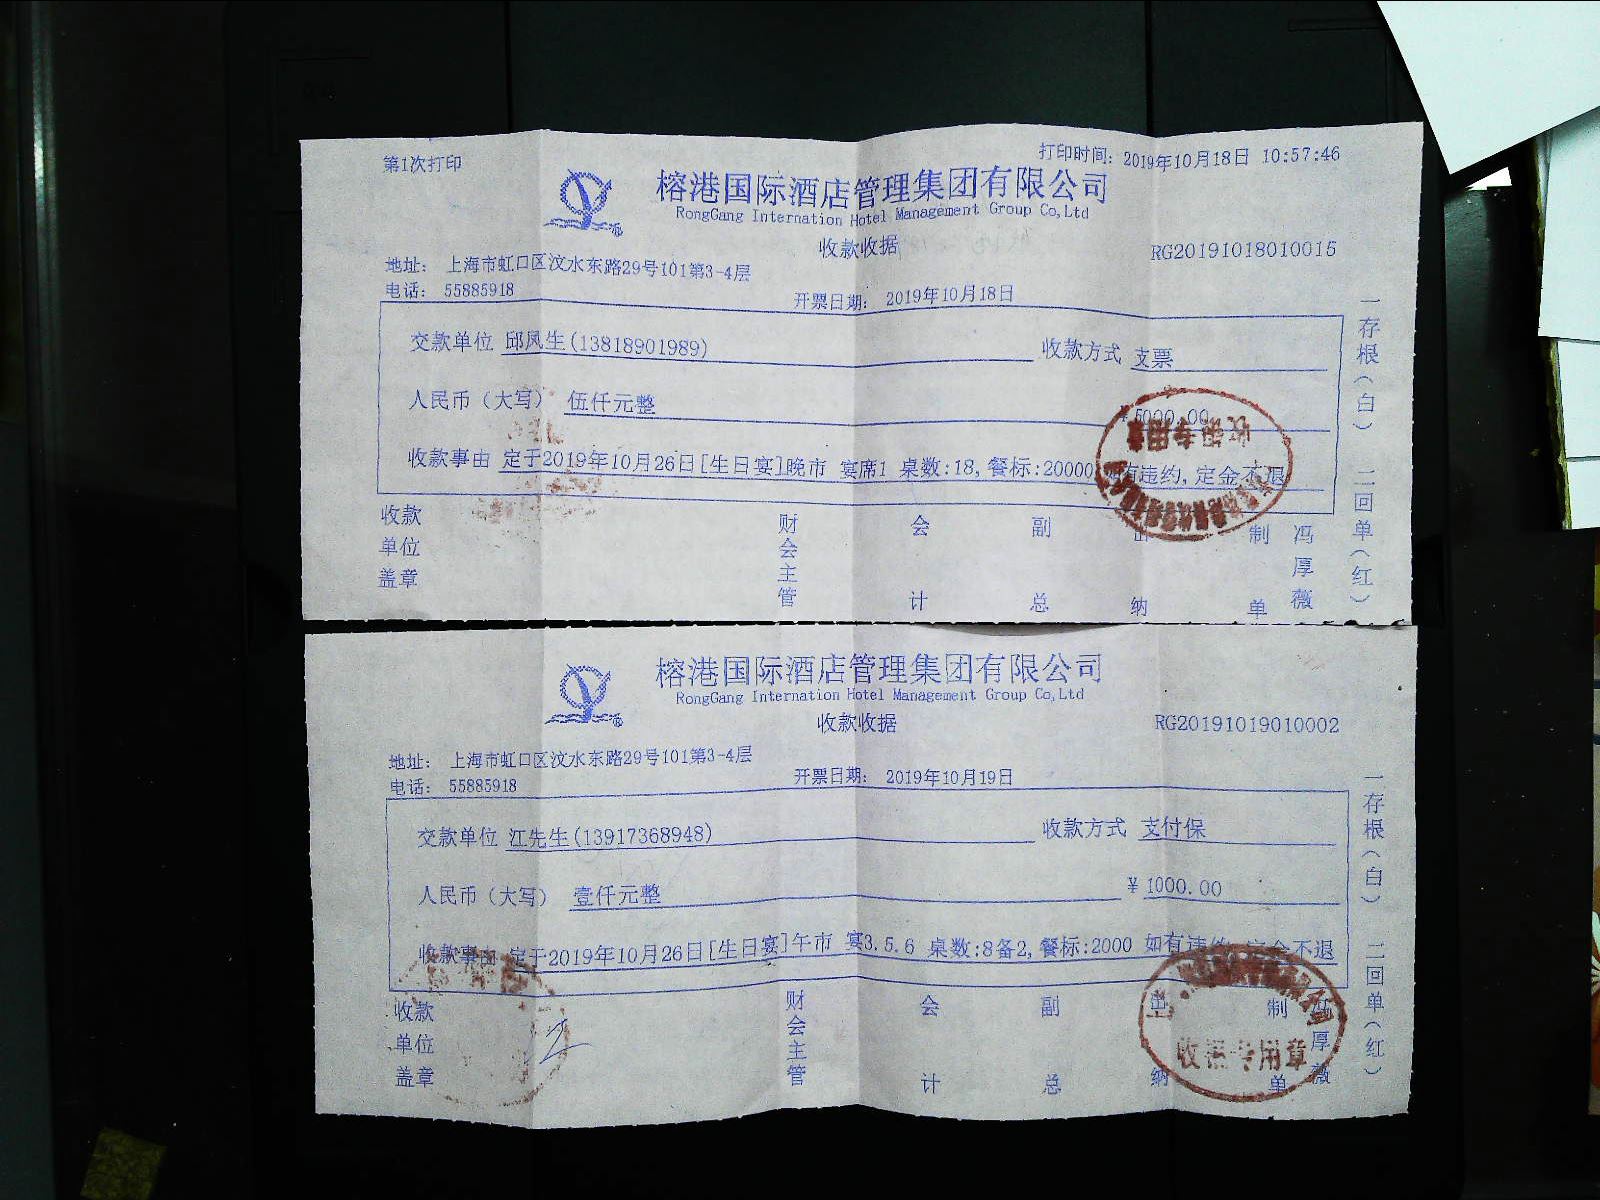 第1次打印
打印时间：2019年10月18日 10:57:46
榕港国际酒店管理集团有限公司
RongGang Internation Hotel Management Group Co,Ltd
收款收据
RG20191018010015
地址： 上海市虹口区汶水东路29号101第3-4层
电话： 55885918
开票日期： 2019年10月18日
交款单位 邱凤生(13818901989)
收款方式 支票
人民币（大写） 伍仟元整
¥ 5000.00
收款事由 定于2019年10月26日[生日宴]晚市 宴席1 桌数:18,餐标:20000 如有违约,定金不退
收款单位盖章
财会主管
会计
副总
出纳
制单
冯厚薇
一存根（白） 二回单（红）
收据专用章
榕港国际酒店管理集团有限公司
RongGang Internation Hotel Management Group Co,Ltd
收款收据
RG20191019010002
地址： 上海市虹口区汶水东路29号101第3-4层
电话： 55885918
开票日期： 2019年10月19日
交款单位 江先生(13917368948)
收款方式 支付保
人民币（大写） 壹仟元整
¥ 1000.00
收款事由 定于2019年10月26日[生日宴]午市 宴3.5.6 桌数:8备2,餐标:2000 如有违约,定金不退
收款单位盖章
财会主管
会计
副总
出纳
制单
冯厚薇
一存根（白） 二回单（红）
收据专用章